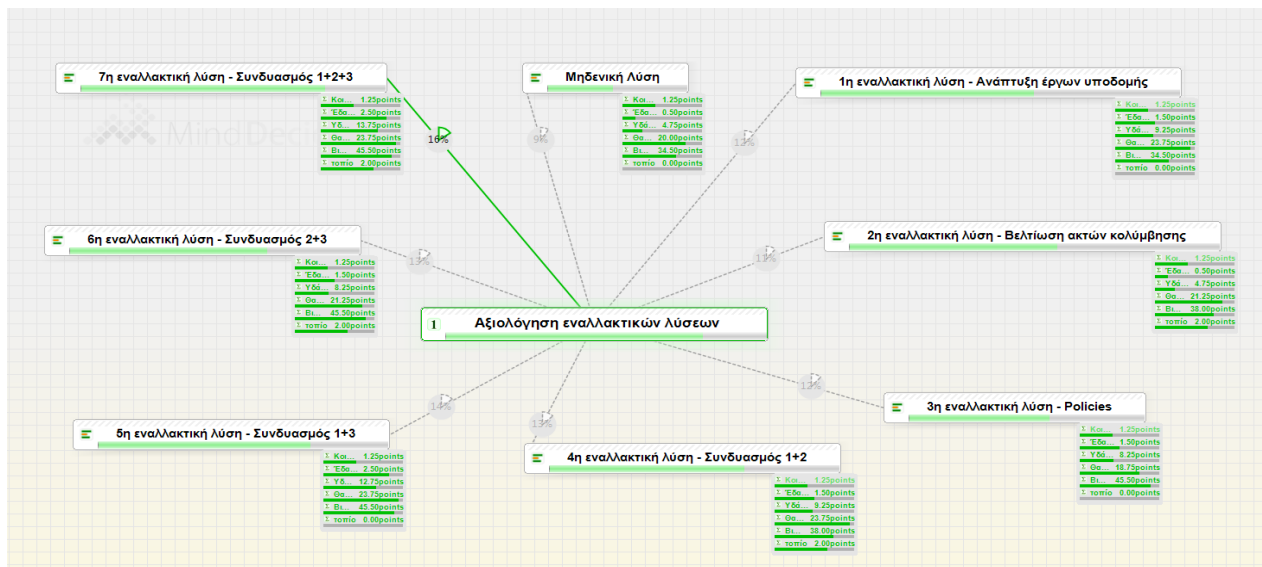 7η εναλλακτική λύση - Συνδυασμός 1+2+3
Σ Και... 1.25points
Σ Έδα... 2.50points
Σ Υδ... 13.75points
Σ Θα... 23.75points
Σ Βι... 45.50points
Σ τοπίο 2.00points
16%
Μηδενική Λύση
Σ Και... 1.25points
Σ Έδα... 0.50points
Σ Υδά... 4.75points
Σ Θα... 20.00points
Σ Βι... 34.50points
Σ τοπίο 0.00points
9%
1η εναλλακτική λύση - Ανάπτυξη έργων υποδομής
Σ Και... 1.25points
Σ Έδα... 1.50points
Σ Υδά... 9.25points
Σ Θα... 23.75points
Σ Βι... 34.50points
Σ τοπίο 0.00points
12%
6η εναλλακτική λύση - Συνδυασμός 2+3
Σ Και... 1.25points
Σ Έδα... 1.50points
Σ Υδά... 8.25points
Σ Θα... 21.25points
Σ Βι... 45.50points
Σ τοπίο 2.00points
13%
2η εναλλακτική λύση - Βελτίωση ακτών κολύμβησης
Σ Και... 1.25points
Σ Έδα... 0.50points
Σ Υδά... 4.75points
Σ Θα... 21.25points
Σ Βι... 38.00points
Σ τοπίο 2.00points
11%
1 Αξιολόγηση εναλλακτικών λύσεων
5η εναλλακτική λύση - Συνδυασμός 1+3
Σ Και... 1.25points
Σ Έδα... 2.50points
Σ Υδ... 12.75points
Σ Θα... 23.75points
Σ Βι... 45.50points
Σ τοπίο 0.00points
14%
4η εναλλακτική λύση - Συνδυασμός 1+2
Σ Και... 1.25points
Σ Έδα... 1.50points
Σ Υδά... 9.25points
Σ Θα... 23.75points
Σ Βι... 38.00points
Σ τοπίο 2.00points
13%
3η εναλλακτική λύση - Policies
Σ Και... 1.25points
Σ Έδα... 1.50points
Σ Υδά... 8.25points
Σ Θα... 18.75points
Σ Βι... 45.50points
Σ τοπίο 0.00points
12%